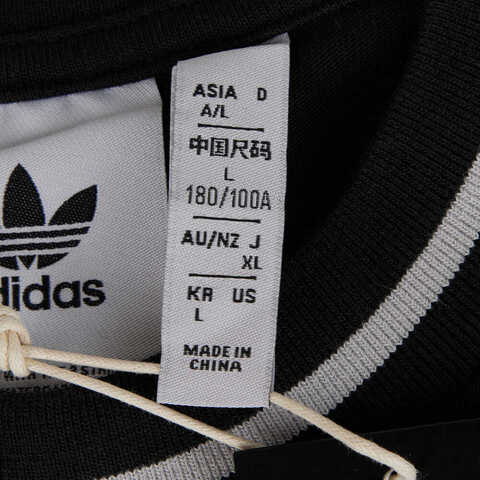 ASIA D
A/L
中国尺码
L
180/100A
AU/NZ J
XL
KR US
L
MADE IN
CHINA
adidas